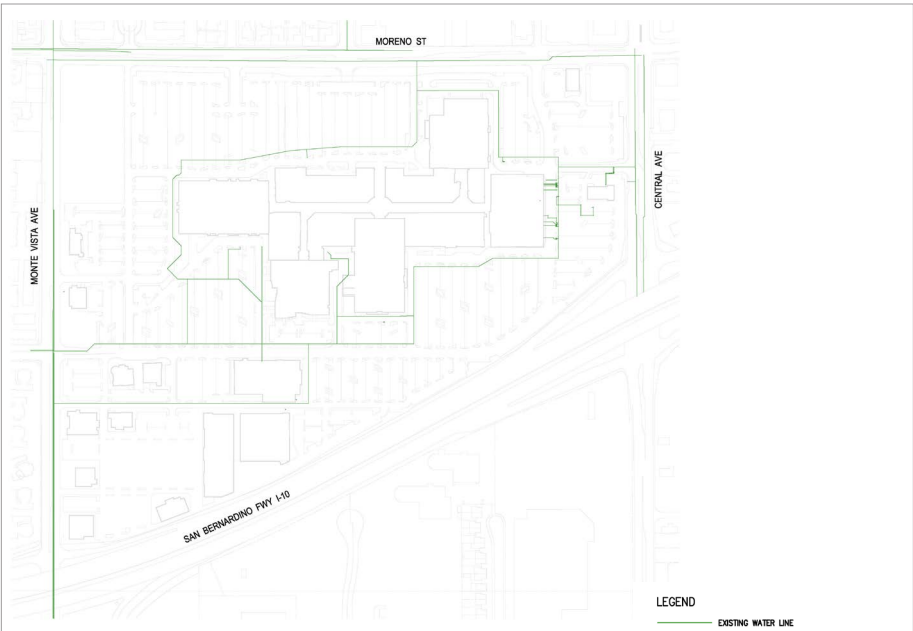 MORENO ST
MONTE VISTA AVE
CENTRAL AVE
SAN BERNARDINO FWY I-10
LEGEND
EXISTING WATER LINE